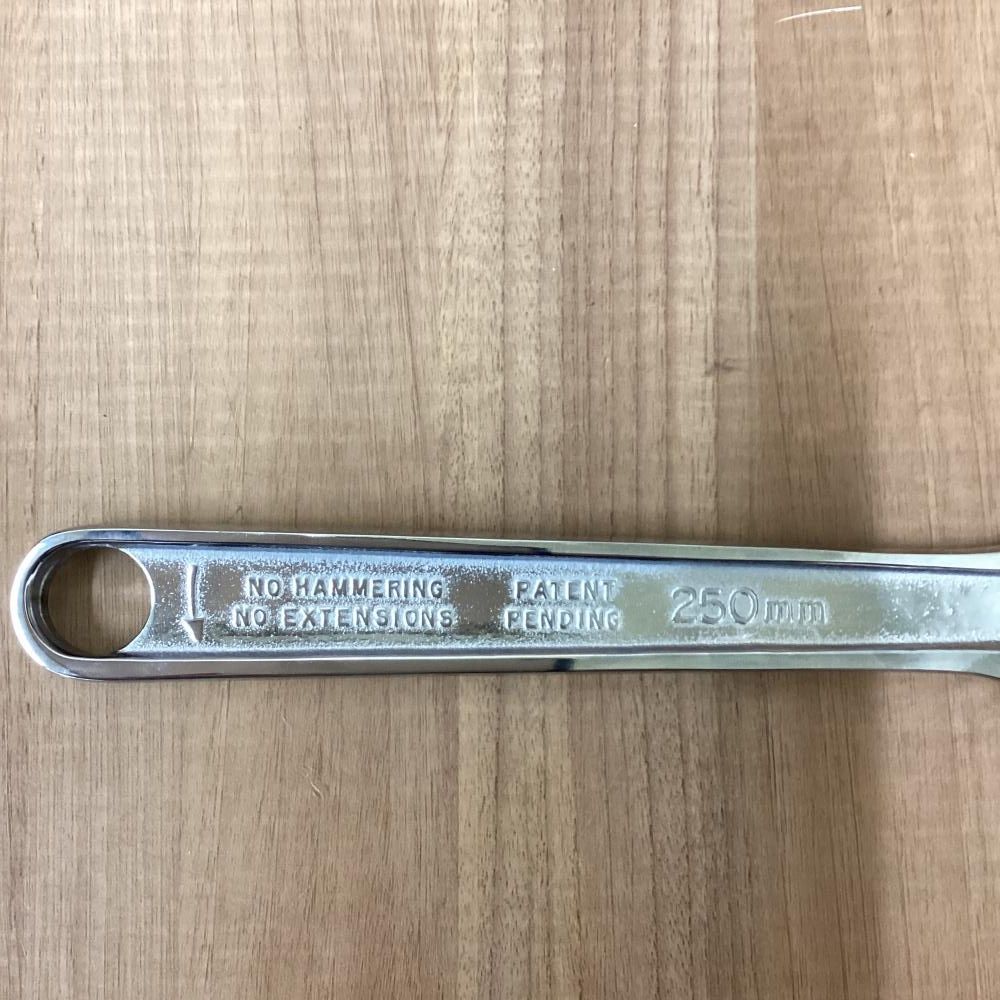 NO HAMMERING
NO EXTENSIONS
PATENT
PENDING
250mm